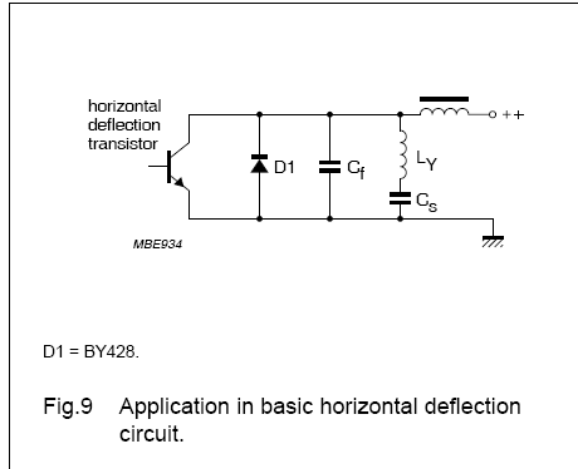 horizontal
deflection
transistor
++
D1
Cf
LY
Cs
MBE934
D1 = BY428.
Fig.9 Application in basic horizontal deflection
circuit.